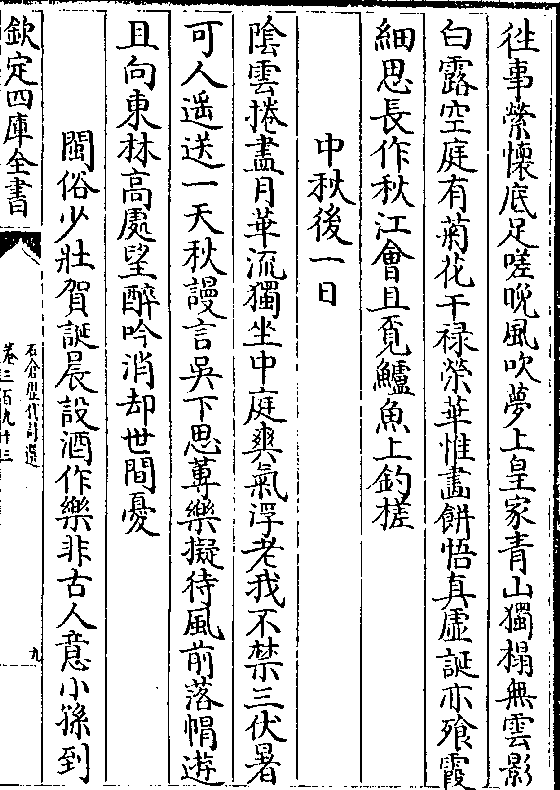 徃事縈懷底足嗟晚風吹夢上皇家青山獨榻無雲影
白露空庭有菊花干禄榮華惟畫餅悟真虛誕亦飱霞
細思長作秋江會且覔鱸魚上釣槎
中秋後一日
隂雲捲盡月華流獨坐中庭爽氣浮老我不禁三伏暑
可人遥送一天秋謾言吳下思蓴樂擬待風前落帽遊
且向東林高處望醉吟消却世間憂
閩俗少壯賀誕晨設酒作樂非古人意小孫到
欽定四庫全書
石倉歴代詩選
卷三百九十三
九